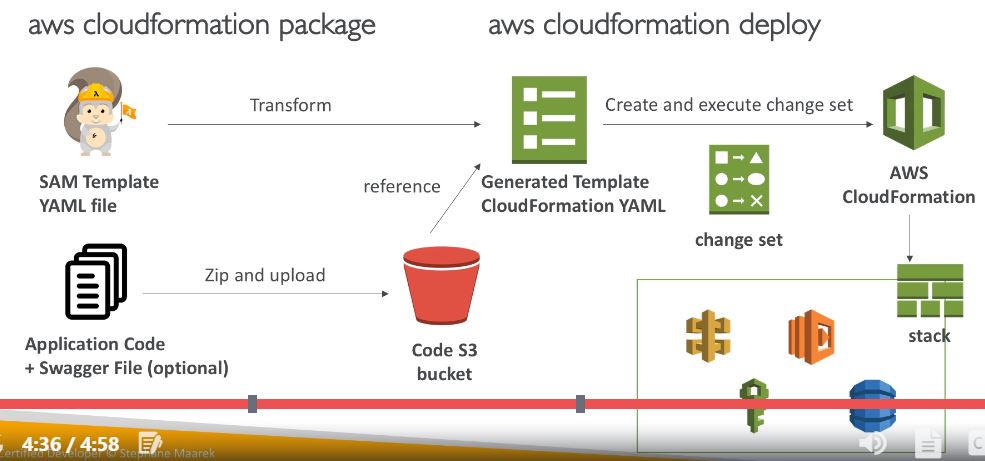 aws cloudformation package
aws cloudformation deploy
Transform
Create and execute change set
SAM Template
YAML file
reference
Generated Template
CloudFormation YAML
AWS
CloudFormation
change set
Zip and upload
Application Code
+ Swagger File (optional)
Code S3
bucket
stack
4:36 / 4:58
Certified Developer © Stephane Maarek